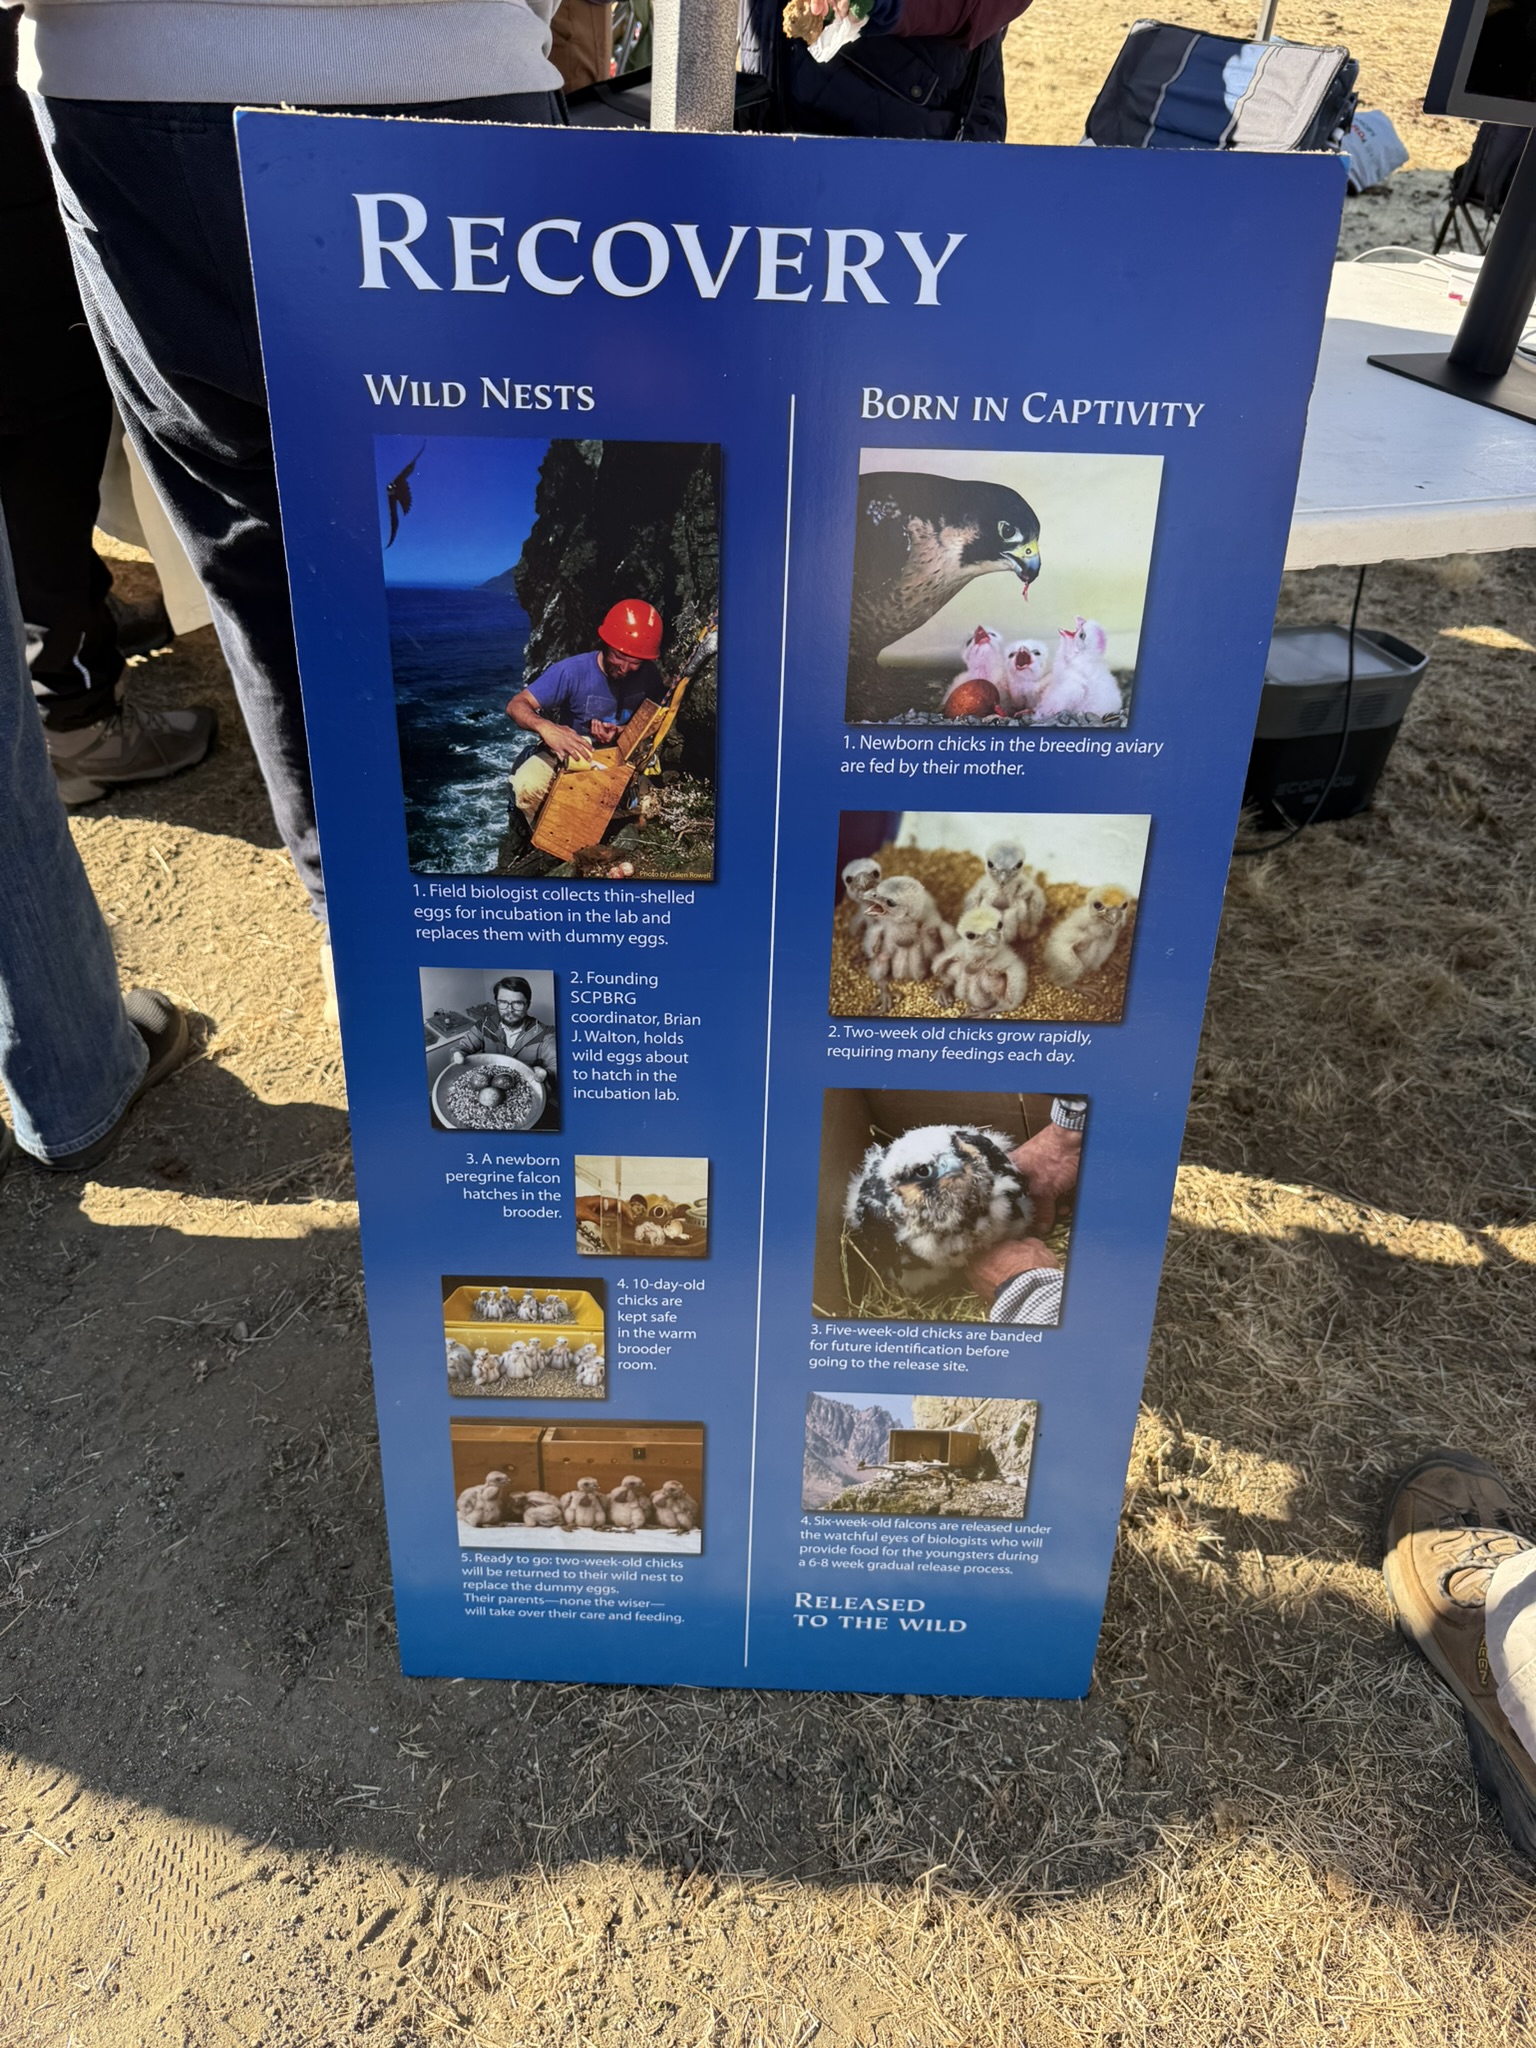 RECOVERY
WILD NESTS
Photo by Galen Rowell
1. Field biologist collects thin-shelled
eggs for incubation in the lab and
replaces them with dummy eggs.
2. Founding
SCPBRG
coordinator, Brian
J. Walton, holds
wild eggs about
to hatch in the
incubation lab.
3. A newborn
peregrine falcon
hatches in the
brooder.
4. 10-day-old
chicks are
kept safe
in the warm
brooder
room.
5. Ready to go: two-week-old chicks
will be returned to their wild nest to
replace the dummy eggs.
Their parents—none the wiser—
will take over their care and feeding.
BORN IN CAPTIVITY
1. Newborn chicks in the breeding aviary
are fed by their mother.
2. Two-week old chicks grow rapidly,
requiring many feedings each day.
3. Five-week-old chicks are banded
for future identification before
going to the release site.
4. Six-week-old falcons are released under
the watchful eyes of biologists who will
provide food for the youngsters during
a 6-8 week gradual release process.
RELEASED
TO THE WILD
ECOFLOW
KEEN